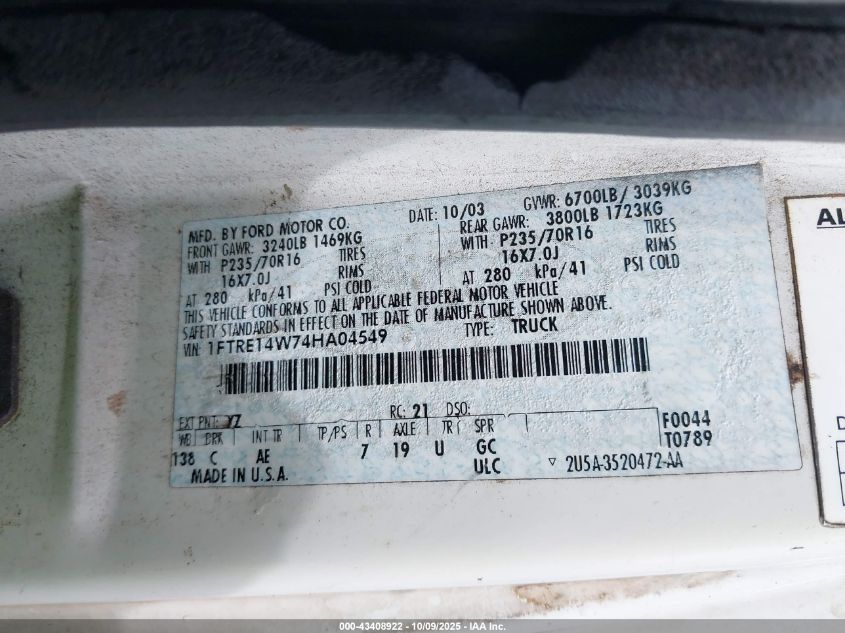 MFD. BY FORD MOTOR CO. DATE: 10/03 GVWR: 6700LB/ 3039KG
FRONT GAWR: 3240LB 1469KG REAR GAWR: 3800LB 1723KG
WITH P235/70R16 TIRES WITH P235/70R16 TIRES
16X7.0J RIMS 16X7.0J RIMS
AT 280 kPa/41 PSI COLD AT 280 kPa/41 PSI COLD
THIS VEHICLE CONFORMS TO ALL APPLICABLE FEDERAL MOTOR VEHICLE
SAFETY STANDARDS IN EFFECT ON THE DATE OF MANUFACTURE SHOWN ABOVE.
VIN: 1FTRE14W74HA04549 TYPE: TRUCK
EXT PNT: YZ RC: 21 DSO: F0044
WB BRK INT TR TP/PS R AXLE TR SPR T0789
138 C AE 7 19 U GC
MADE IN U.S.A. ULC ▽ 2U5A-3520472-AA
AL
D
000-43408922 - 10/09/2025 - IAA Inc.